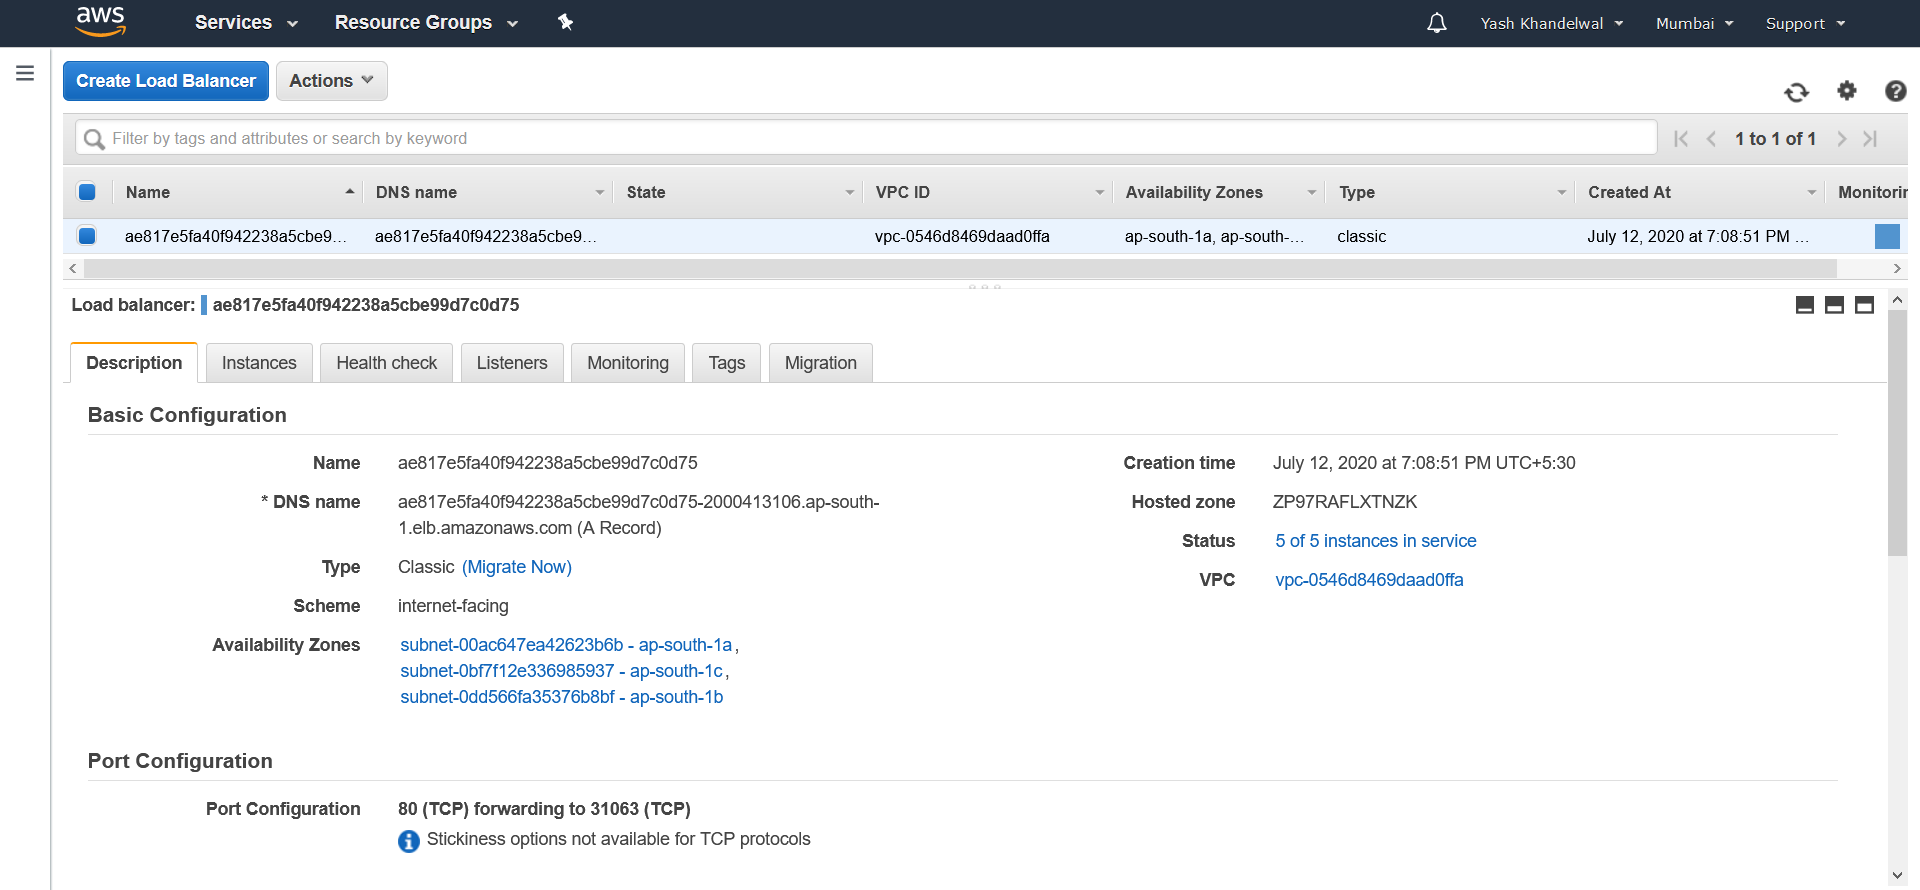 aws Services Resource Groups Yash Khandelwal Mumbai Support
Create Load Balancer Actions
Filter by tags and attributes or search by keyword 1 to 1 of 1
Name DNS name State VPC ID Availability Zones Type Created At Monitorin
ae817e5fa40f942238a5cbe9... ae817e5fa40f942238a5cbe9... vpc-0546d8469daad0ffa ap-south-1a, ap-south-... classic July 12, 2020 at 7:08:51 PM ...
Load balancer: ae817e5fa40f942238a5cbe99d7c0d75
Description Instances Health check Listeners Monitoring Tags Migration
Basic Configuration
Name ae817e5fa40f942238a5cbe99d7c0d75 Creation time July 12, 2020 at 7:08:51 PM UTC+5:30
* DNS name ae817e5fa40f942238a5cbe99d7c0d75-2000413106.ap-south- Hosted zone ZP97RAFLXTNZK
1.elb.amazonaws.com (A Record)
Status 5 of 5 instances in service
Type Classic (Migrate Now) VPC vpc-0546d8469daad0ffa
Scheme internet-facing
Availability Zones subnet-00ac647ea42623b6b - ap-south-1a,
subnet-0bf7f12e336985937 - ap-south-1c,
subnet-0dd566fa35376b8bf - ap-south-1b
Port Configuration
Port Configuration 80 (TCP) forwarding to 31063 (TCP)
Stickiness options not available for TCP protocols